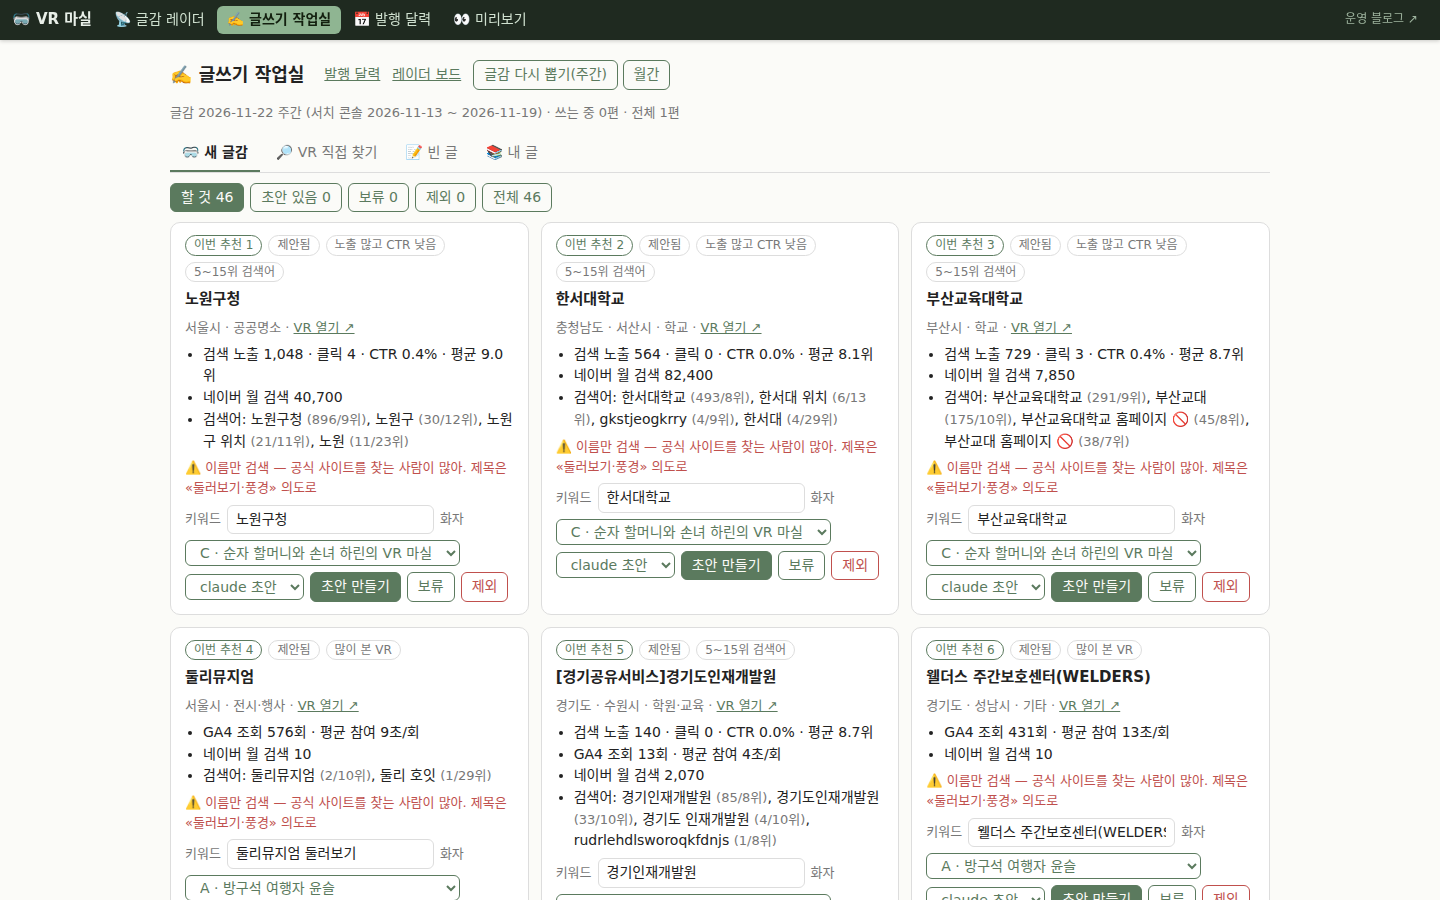 VR 마실 글감 레이더 글쓰기 작업실 발행 달력 미리보기 운영 블로그 ↗
글쓰기 작업실 발행 달력 레이더 보드 글감 다시 뽑기(주간) 월간
글감 2026-11-22 주간 (서치 콘솔 2026-11-13 ~ 2026-11-19) · 쓰는 중 0편 · 전체 1편
새 글감 VR 직접 찾기 빈 글 내 글
할 것 46 초안 있음 0 보류 0 제외 0 전체 46
이번 추천 1 제안됨 노출 많고 CTR 낮음
5~15위 검색어
노원구청
서울시 · 공공명소 · VR 열기 ↗
• 검색 노출 1,048 · 클릭 4 · CTR 0.4% · 평균 9.0
위
• 네이버 월 검색 40,700
• 검색어: 노원구청 (896/9위), 노원구 (30/12위), 노원
구 위치 (21/11위), 노원 (11/23위)
⚠️ 이름만 검색 — 공식 사이트를 찾는 사람이 많아. 제목은
«둘러보기·풍경» 의도로
키워드 노원구청 화자
C · 순자 할머니와 손녀 하린의 VR 마실
claude 초안 초안 만들기 보류 제외
이번 추천 2 제안됨 노출 많고 CTR 낮음
5~15위 검색어
한서대학교
충청남도 · 서산시 · 학교 · VR 열기 ↗
• 검색 노출 564 · 클릭 0 · CTR 0.0% · 평균 8.1위
• 네이버 월 검색 82,400
• 검색어: 한서대학교 (493/8위), 한서대 위치 (6/13
위), gkstjeogkrry (4/9위), 한서대 (4/29위)
⚠️ 이름만 검색 — 공식 사이트를 찾는 사람이 많아. 제목은
«둘러보기·풍경» 의도로
키워드 한서대학교 화자
C · 순자 할머니와 손녀 하린의 VR 마실
claude 초안 초안 만들기 보류 제외
이번 추천 3 제안됨 노출 많고 CTR 낮음
5~15위 검색어
부산교육대학교
부산시 · 학교 · VR 열기 ↗
• 검색 노출 729 · 클릭 3 · CTR 0.4% · 평균 8.7위
• 네이버 월 검색 7,850
• 검색어: 부산교육대학교 (291/9위), 부산교대
(175/10위), 부산교육대학교 홈페이지 🚫 (45/8위),
부산교대 홈페이지 🚫 (38/7위)
⚠️ 이름만 검색 — 공식 사이트를 찾는 사람이 많아. 제목은
«둘러보기·풍경» 의도로
키워드 부산교육대학교 화자
C · 순자 할머니와 손녀 하린의 VR 마실
claude 초안 초안 만들기 보류 제외
이번 추천 4 제안됨 많이 본 VR
둘리뮤지엄
서울시 · 전시·행사 · VR 열기 ↗
• GA4 조회 576회 · 평균 참여 9초/회
• 네이버 월 검색 10
• 검색어: 둘리뮤지엄 (2/10위), 둘리 호잇 (1/29위)
⚠️ 이름만 검색 — 공식 사이트를 찾는 사람이 많아. 제목은
«둘러보기·풍경» 의도로
키워드 둘리뮤지엄 둘러보기 화자
A · 방구석 여행자 윤슬
이번 추천 5 제안됨 5~15위 검색어
[경기공유서비스]경기도인재개발원
경기도 · 수원시 · 학원·교육 · VR 열기 ↗
• 검색 노출 140 · 클릭 0 · CTR 0.0% · 평균 8.7위
• GA4 조회 13회 · 평균 참여 4초/회
• 네이버 월 검색 2,070
• 검색어: 경기인재개발원 (85/8위), 경기도인재개발원
(33/10위), 경기도 인재개발원 (4/10위),
rudrlehdlsworoqkfdnjs (1/8위)
키워드 경기인재개발원 화자
이번 추천 6 제안됨 많이 본 VR
웰더스 주간보호센터(WELDERS)
경기도 · 성남시 · 기타 · VR 열기 ↗
• GA4 조회 431회 · 평균 참여 13초/회
• 네이버 월 검색 10
⚠️ 이름만 검색 — 공식 사이트를 찾는 사람이 많아. 제목은
«둘러보기·풍경» 의도로
키워드 웰더스 주간보호센터(WELDERS 화자
A · 방구석 여행자 윤슬
claude 초안 초안 만들기 보류 제외